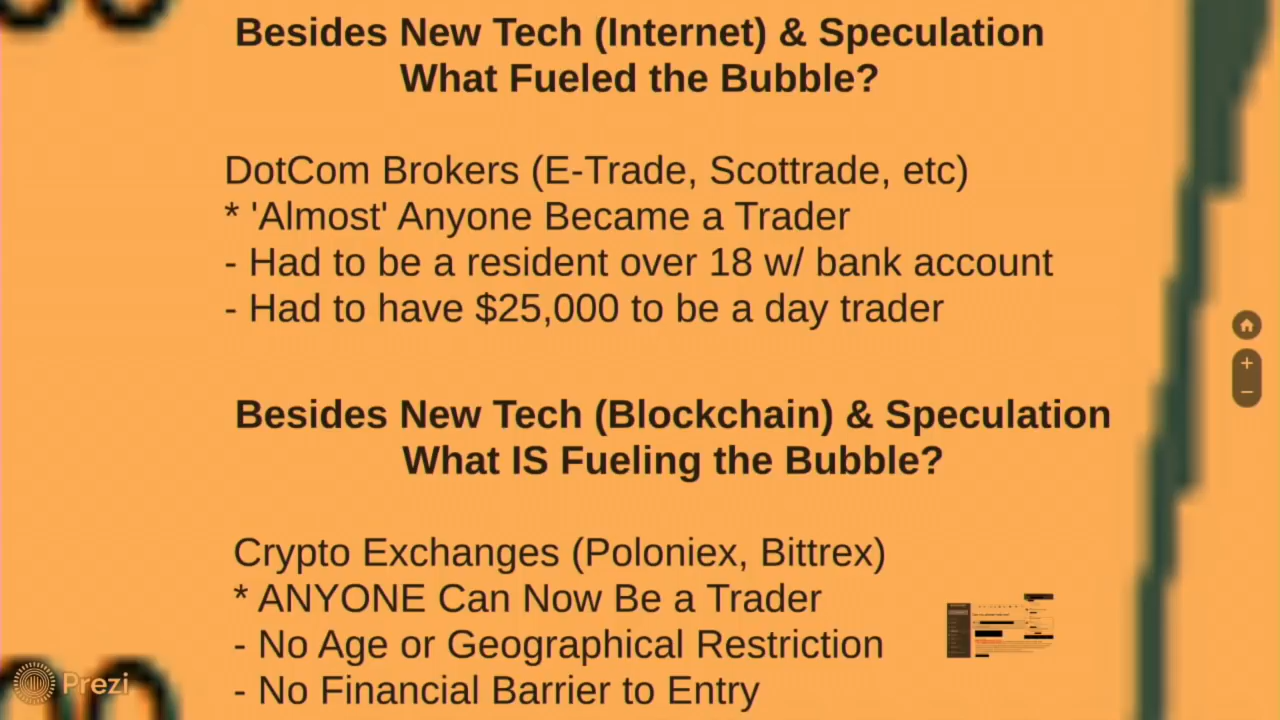 Besides New Tech (Internet) & Speculation
What Fueled the Bubble?
DotCom Brokers (E-Trade, Scottrade, etc)
* 'Almost' Anyone Became a Trader
- Had to be a resident over 18 w/ bank account
- Had to have $25,000 to be a day trader
Besides New Tech (Blockchain) & Speculation
What IS Fueling the Bubble?
Crypto Exchanges (Poloniex, Bittrex)
* ANYONE Can Now Be a Trader
- No Age or Geographical Restriction
- No Financial Barrier to Entry
Prezi